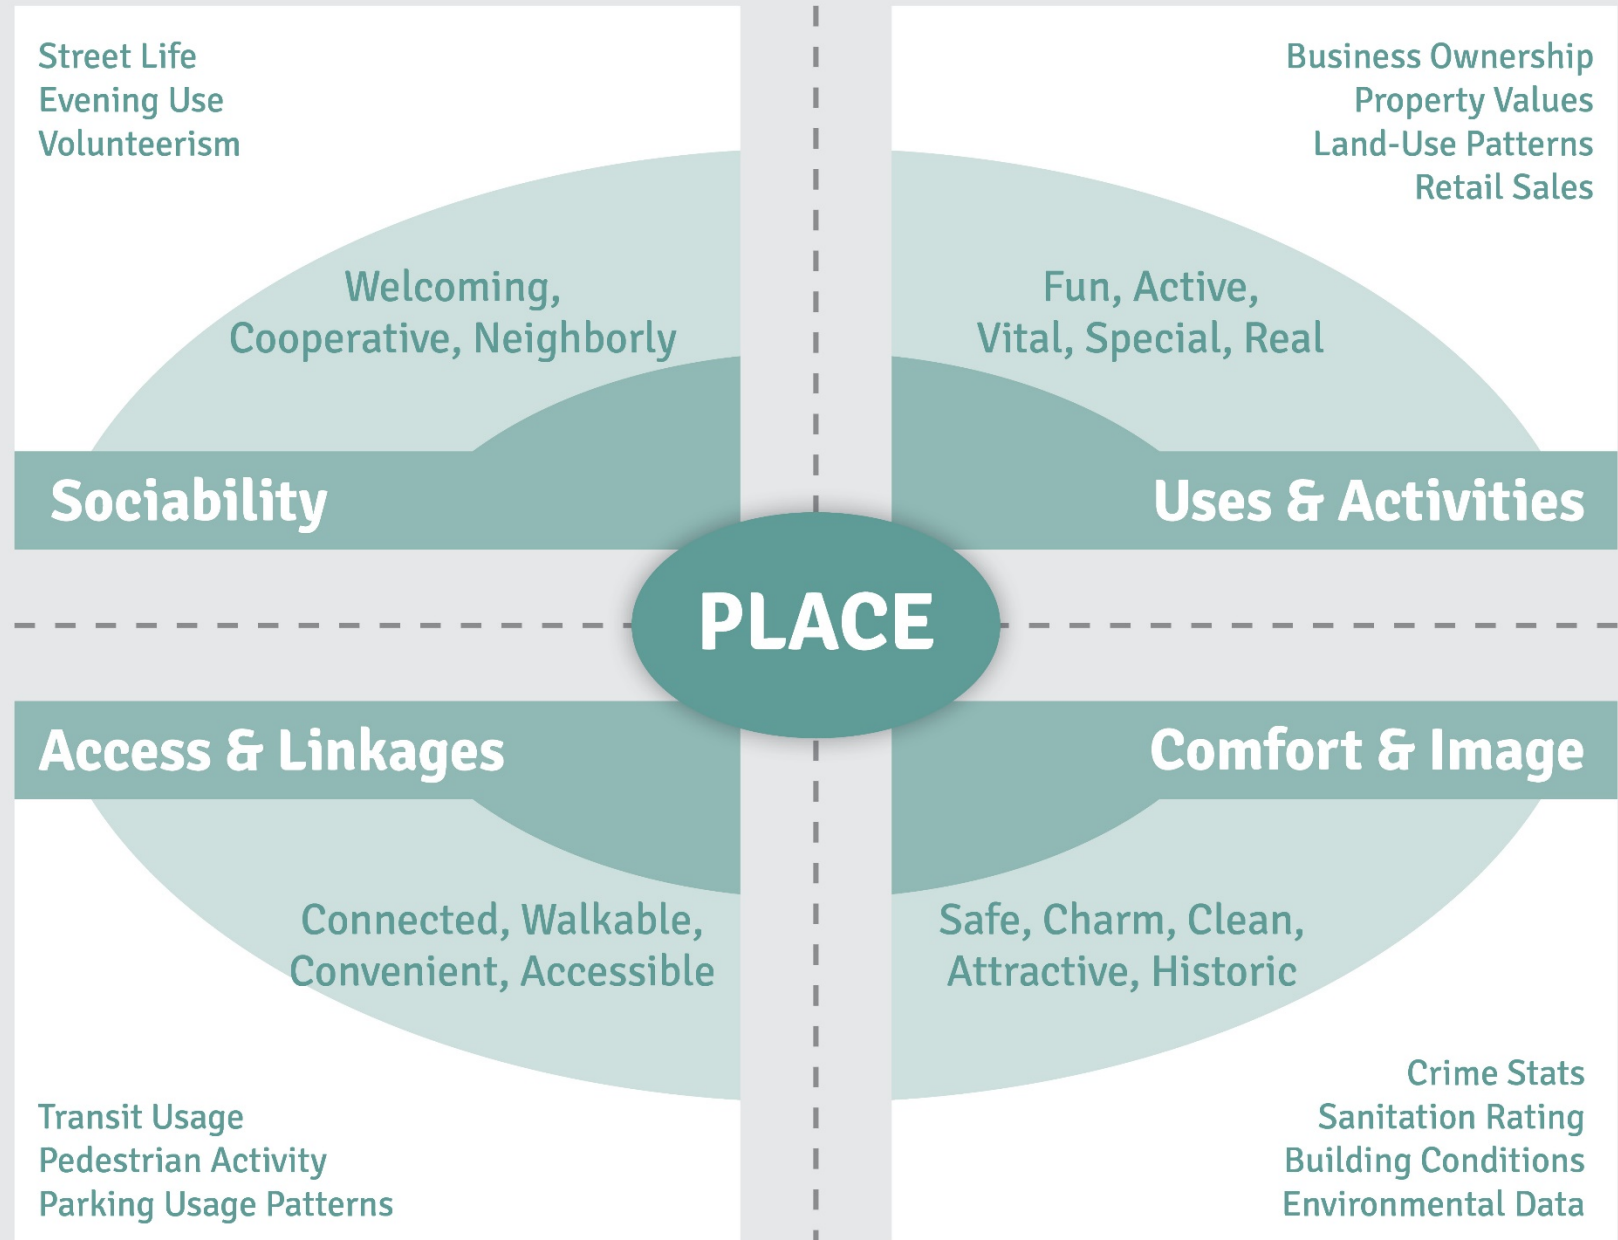 Street Life
Evening Use
Volunteerism
Welcoming,
Cooperative, Neighborly
Sociability
Business Ownership
Property Values
Land-Use Patterns
Retail Sales
Fun, Active,
Vital, Special, Real
Uses & Activities
PLACE
Access & Linkages
Connected, Walkable,
Convenient, Accessible
Transit Usage
Pedestrian Activity
Parking Usage Patterns
Comfort & Image
Safe, Charm, Clean,
Attractive, Historic
Crime Stats
Sanitation Rating
Building Conditions
Environmental Data